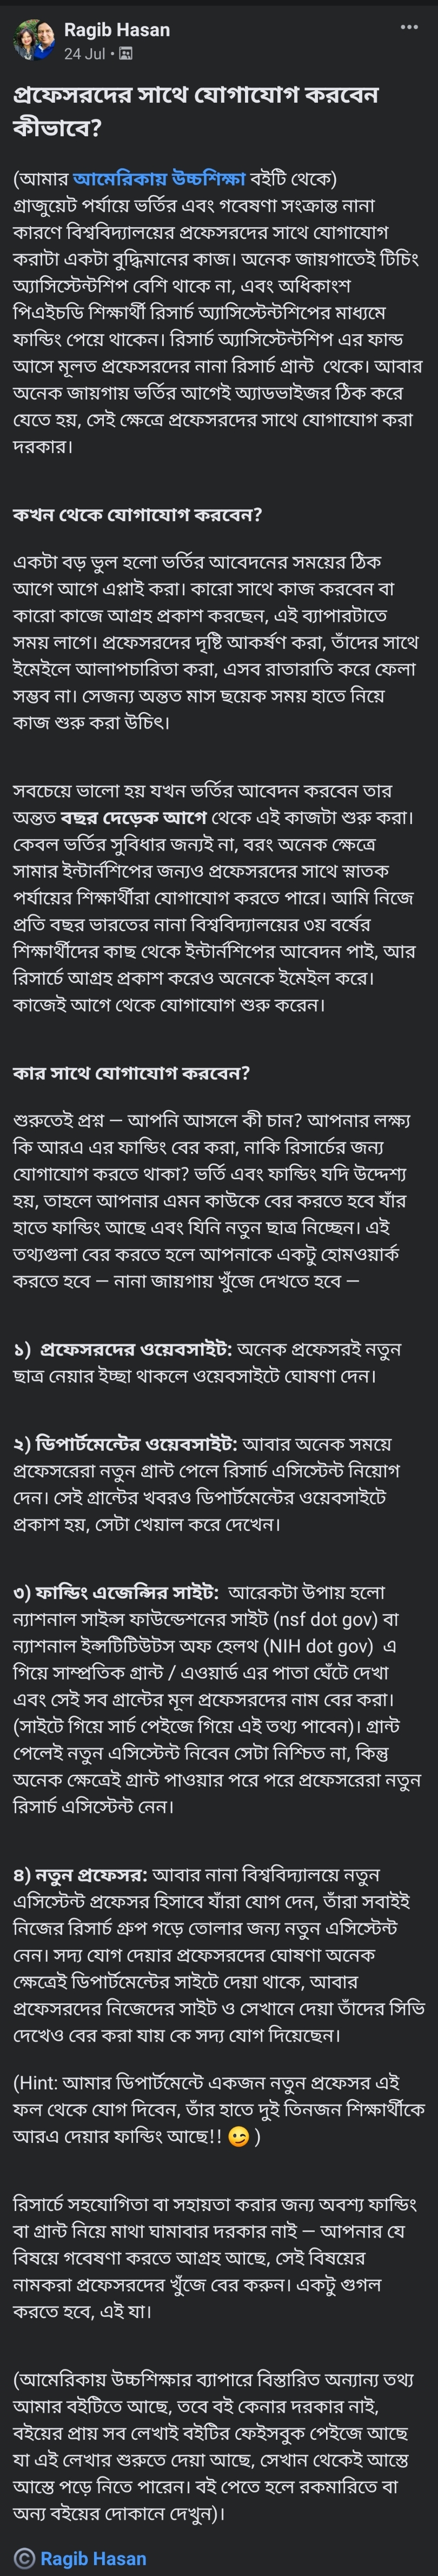 Ragib Hasan
24 Jul •
প্রফেসরদের সাথে যোগাযোগ করবেন
কীভাবে?
(আমার আমেরিকায় উচ্চশিক্ষা বইটি থেকে)
গ্রাজুয়েট পর্যায়ে ভর্তির এবং গবেষণা সংক্রান্ত নানা
কারণে বিশ্ববিদ্যালয়ের প্রফেসরদের সাথে যোগাযোগ
করাটা একটা বুদ্ধিমানের কাজ। অনেক জায়গাতেই টিচিং
অ্যাসিস্টেন্টশিপ বেশি থাকে না, এবং অধিকাংশ
পিএইচডি শিক্ষার্থী রিসার্চ অ্যাসিস্টেন্টশিপের মাধ্যমে
ফান্ডিং পেয়ে থাকেন। রিসার্চ অ্যাসিস্টেন্টশিপ এর ফান্ড
আসে মূলত প্রফেসরদের নানা রিসার্চ গ্রান্ট থেকে। আবার
অনেক জায়গায় ভর্তির আগেই অ্যাডভাইজর ঠিক করে
যেতে হয়, সেই ক্ষেত্রে প্রফেসরদের সাথে যোগাযোগ করা
দরকার।
কখন থেকে যোগাযোগ করবেন?
একটা বড় ভুল হলো ভর্তির আবেদনের সময়ের ঠিক
আগে আগে এপ্লাই করা। কারো সাথে কাজ করবেন বা
কারো কাজে আগ্রহ প্রকাশ করছেন, এই ব্যাপারটাতে
সময় লাগে। প্রফেসরদের দৃষ্টি আকর্ষণ করা, তাঁদের সাথে
ইমেইলে আলাপচারিতা করা, এসব রাতারাতি করে ফেলা
সম্ভব না। সেজন্য অন্তত মাস ছয়েক সময় হাতে নিয়ে
কাজ শুরু করা উচিৎ।
সবচেয়ে ভালো হয় যখন ভর্তির আবেদন করবেন তার
অন্তত বছর দেড়েক আগে থেকে এই কাজটা শুরু করা।
কেবল ভর্তির সুবিধার জন্যই না, বরং অনেক ক্ষেত্রে
সামার ইন্টার্নশিপের জন্যও প্রফেসরদের সাথে স্নাতক
পর্যায়ের শিক্ষার্থীরা যোগাযোগ করতে পারে। আমি নিজে
প্রতি বছর ভারতের নানা বিশ্ববিদ্যালয়ের ৩য় বর্ষের
শিক্ষার্থীদের কাছ থেকে ইন্টার্নশিপের আবেদন পাই, আর
রিসার্চে আগ্রহ প্রকাশ করেও অনেকে ইমেইল করে।
কাজেই আগে থেকে যোগাযোগ শুরু করেন।
কার সাথে যোগাযোগ করবেন?
শুরুতেই প্রশ্ন — আপনি আসলে কী চান? আপনার লক্ষ্য
কি আরএ এর ফান্ডিং বের করা, নাকি রিসার্চের জন্য
যোগাযোগ করতে থাকা? ভর্তি এবং ফান্ডিং যদি উদ্দেশ্য
হয়, তাহলে আপনার এমন কাউকে বের করতে হবে যাঁর
হাতে ফান্ডিং আছে এবং যিনি নতুন ছাত্র নিচ্ছেন। এই
তথ্যগুলা বের করতে হলে আপনাকে একটু হোমওয়ার্ক
করতে হবে — নানা জায়গায় খুঁজে দেখতে হবে —
১) প্রফেসরদের ওয়েবসাইট: অনেক প্রফেসরই নতুন
ছাত্র নেয়ার ইচ্ছা থাকলে ওয়েবসাইটে ঘোষণা দেন।
২) ডিপার্টমেন্টের ওয়েবসাইট: আবার অনেক সময়ে
প্রফেসরেরা নতুন গ্রান্ট পেলে রিসার্চ এসিস্টেন্ট নিয়োগ
দেন। সেই গ্রান্টের খবরও ডিপার্টমেন্টের ওয়েবসাইটে
প্রকাশ হয়, সেটা খেয়াল করে দেখেন।
৩) ফান্ডিং এজেন্সির সাইট: আরেকটা উপায় হলো
ন্যাশনাল সাইন্স ফাউন্ডেশনের সাইট (nsf dot gov) বা
ন্যাশনাল ইন্সটিটিউটস অফ হেলথ (NIH dot gov) এ
গিয়ে সাম্প্রতিক গ্রান্ট / এওয়ার্ড এর পাতা ঘেঁটে দেখা
এবং সেই সব গ্রান্টের মূল প্রফেসরদের নাম বের করা।
(সাইটে গিয়ে সার্চ পেইজে গিয়ে এই তথ্য পাবেন)। গ্রান্ট
পেলেই নতুন এসিস্টেন্ট নিবেন সেটা নিশ্চিত না, কিন্তু
অনেক ক্ষেত্রেই গ্রান্ট পাওয়ার পরে পরে প্রফেসরেরা নতুন
রিসার্চ এসিস্টেন্ট নেন।
৪) নতুন প্রফেসর: আবার নানা বিশ্ববিদ্যালয়ে নতুন
এসিস্টেন্ট প্রফেসর হিসাবে যাঁরা যোগ দেন, তাঁরা সবাইই
নিজের রিসার্চ গ্রুপ গড়ে তোলার জন্য নতুন এসিস্টেন্ট
নেন। সদ্য যোগ দেয়ার প্রফেসরদের ঘোষণা অনেক
ক্ষেত্রেই ডিপার্টমেন্টের সাইটে দেয়া থাকে, আবার
প্রফেসরদের নিজেদের সাইট ও সেখানে দেয়া তাঁদের সিভি
দেখেও বের করা যায় কে সদ্য যোগ দিয়েছেন।
(Hint: আমার ডিপার্টমেন্টে একজন নতুন প্রফেসর এই
ফল থেকে যোগ দিবেন, তাঁর হাতে দুই তিনজন শিক্ষার্থীকে
আরএ দেয়ার ফান্ডিং আছে!! 😉 )
রিসার্চে সহযোগিতা বা সহায়তা করার জন্য অবশ্য ফান্ডিং
বা গ্রান্ট নিয়ে মাথা ঘামাবার দরকার নাই — আপনার যে
বিষয়ে গবেষণা করতে আগ্রহ আছে, সেই বিষয়ের
নামকরা প্রফেসরদের খুঁজে বের করুন। একটু গুগল
করতে হবে, এই যা।
(আমেরিকায় উচ্চশিক্ষার ব্যাপারে বিস্তারিত অন্যান্য তথ্য
আমার বইটিতে আছে, তবে বই কেনার দরকার নাই,
বইয়ের প্রায় সব লেখাই বইটির ফেইসবুক পেইজে আছে
যা এই লেখার শুরুতে দেয়া আছে, সেখান থেকেই আস্তে
আস্তে পড়ে নিতে পারেন। বই পেতে হলে রকমারিতে বা
অন্য বইয়ের দোকানে দেখুন)।
© Ragib Hasan